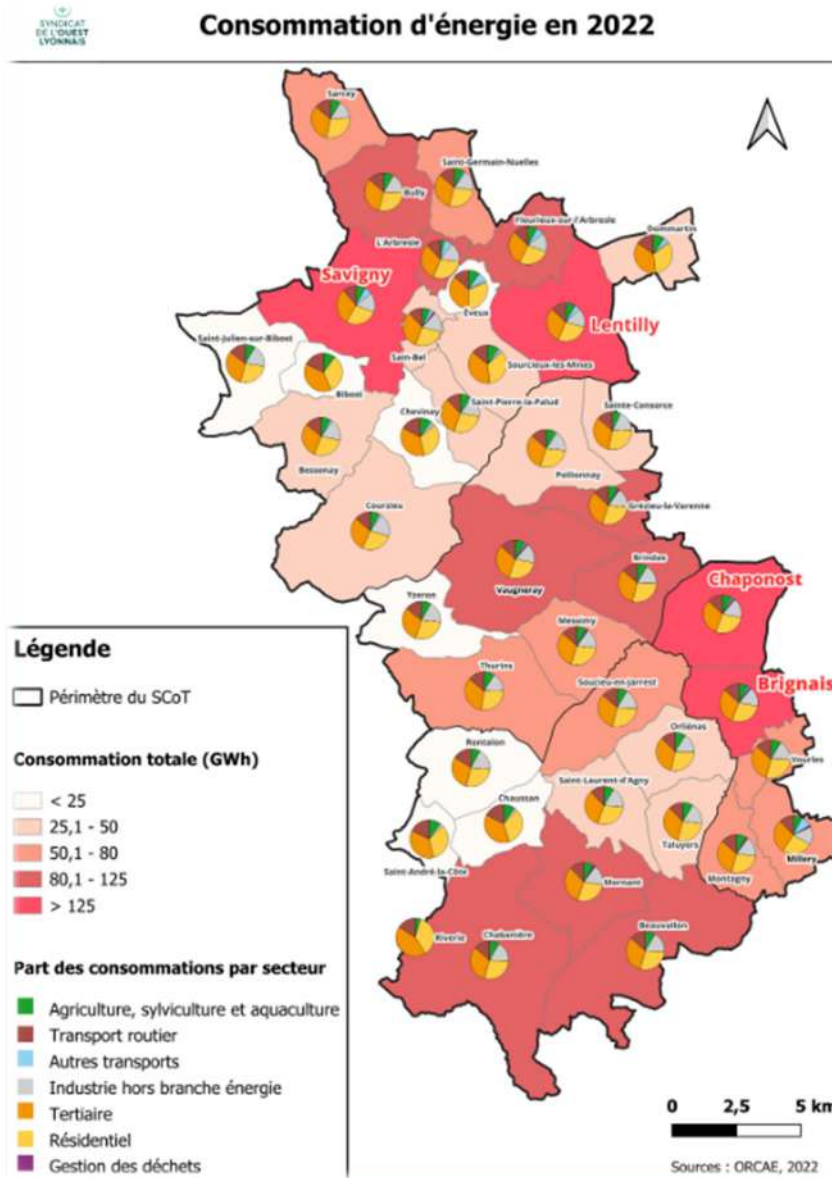 SYNDICAT
DE L'OUEST
LYONNAIS
Consommation d'énergie en 2022
Sarcey
Saint-Germain-Nuelles
Bully
Fleurieux-sur-l'Arbresle
Dommartin
L'Arbresle
Savigny
Éveux
Lentilly
Saint-Julien-sur-Bibost
Sain-Bel
Sourcieux-les-Mines
Bibost
Chevinay
Saint-Pierre-la-Palud
Sainte-Consorce
Bessenay
Pollionnay
Courzieu
Grézieu-la-Varenne
Vaugneray
Brindas
Chaponost
Yzeron
Messimy
Légende
Thurins
Soucieu-en-Jarrest
Brignais
Périmètre du SCoT
Orliénas
Vourles
Consommation totale (GWh)
Rontalon
Saint-Laurent-d'Agny
< 25
Chaussan
25,1 - 50
Taluyers
Millery
50,1 - 80
Saint-André-la-Côte
Montagny
80,1 - 125
Mornant
> 125
Beauvallon
Riverie
Chabanière
Part des consommations par secteur
Agriculture, sylviculture et aquaculture
Transport routier
Autres transports
Industrie hors branche énergie
Tertiaire
0 2,5 5 km
Résidentiel
Gestion des déchets
Sources : ORCAE, 2022